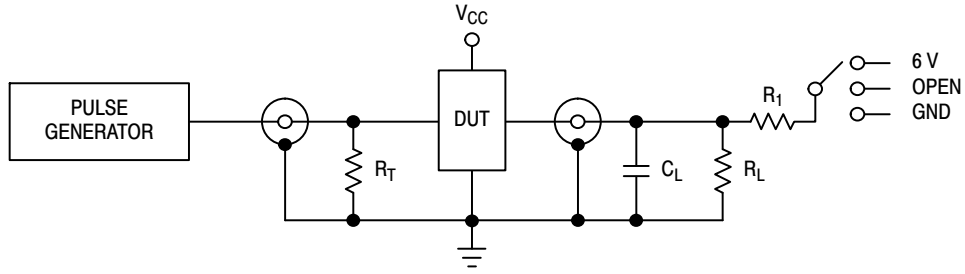 V_CC
PULSE
GENERATOR
DUT
R_T
C_L
R_L
R_1
6 V
OPEN
GND